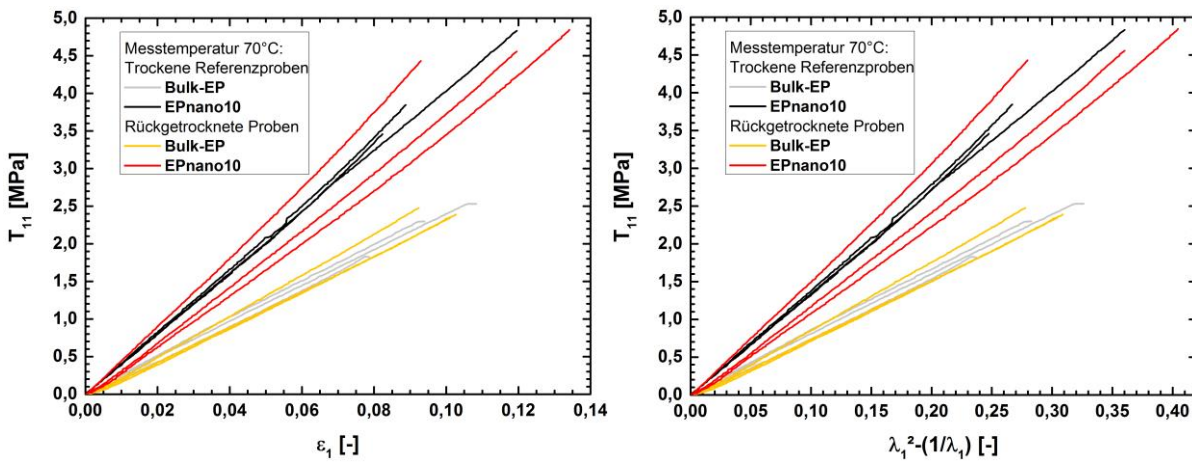 5,0
4,5
4,0
3,5
3,0
2,5
2,0
1,5
1,0
0,5
0,0
T₁₁ [MPa]
Messtemperatur 70°C:
Trockene Referenzproben
Bulk-EP
EPnano10
Rückgetrocknete Proben
Bulk-EP
EPnano10
0,00 0,02 0,04 0,06 0,08 0,10 0,12 0,14
ε₁ [-]
5,0
4,5
4,0
3,5
3,0
2,5
2,0
1,5
1,0
0,5
0,0
T₁₁ [MPa]
Messtemperatur 70°C:
Trockene Referenzproben
Bulk-EP
EPnano10
Rückgetrocknete Proben
Bulk-EP
EPnano10
0,00 0,05 0,10 0,15 0,20 0,25 0,30 0,35 0,40
λ₁²-(1/λ₁) [-]